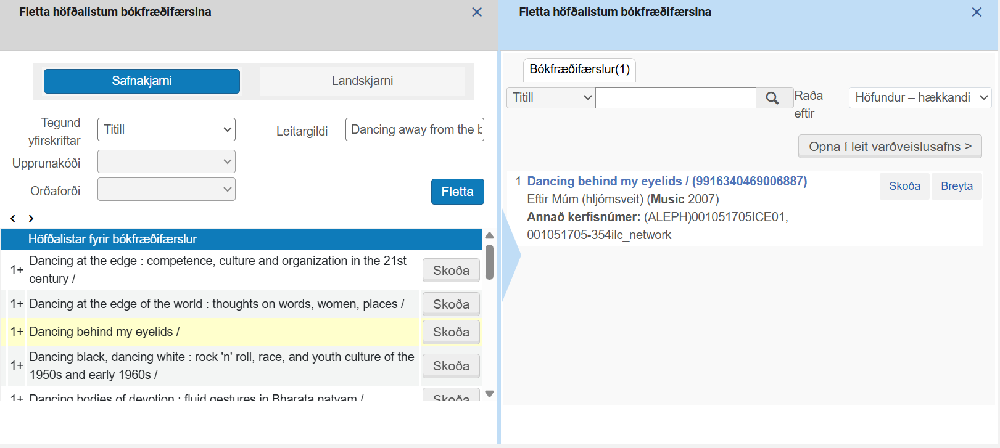 Fletta höfðalistum bókfræðifærslna
Safnakjarni
Landskjarni
Tegund
yfirskriftar
Titill
Leitargildi
Dancing away from the b
Upprunakóði
Orðaforði
Fletta
Höfðalistar fyrir bókfræðifærslur
1+ Dancing at the edge : competence, culture and organization in the 21st
century /
Skoða
1+ Dancing at the edge of the world : thoughts on words, women, places /
Skoða
1+ Dancing behind my eyelids /
Skoða
1+ Dancing black, dancing white : rock 'n' roll, race, and youth culture of the
1950s and early 1960s /
Skoða
1+ Dancing bodies of devotion : fluid gestures in Bharata natyam /
Skoða
Fletta höfðalistum bókfræðifærslna
Bókfræðifærslur(1)
Titill
Raða
eftir
Höfundur – hækkandi
Opna í leit varðveislusafns >
1 Dancing behind my eyelids / (9916340469006887)
Skoða
Breyta
Eftir Múm (hljómsveit) (Music 2007)
Annað kerfisnúmer: (ALEPH)001051705ICE01,
001051705-354ilc_network